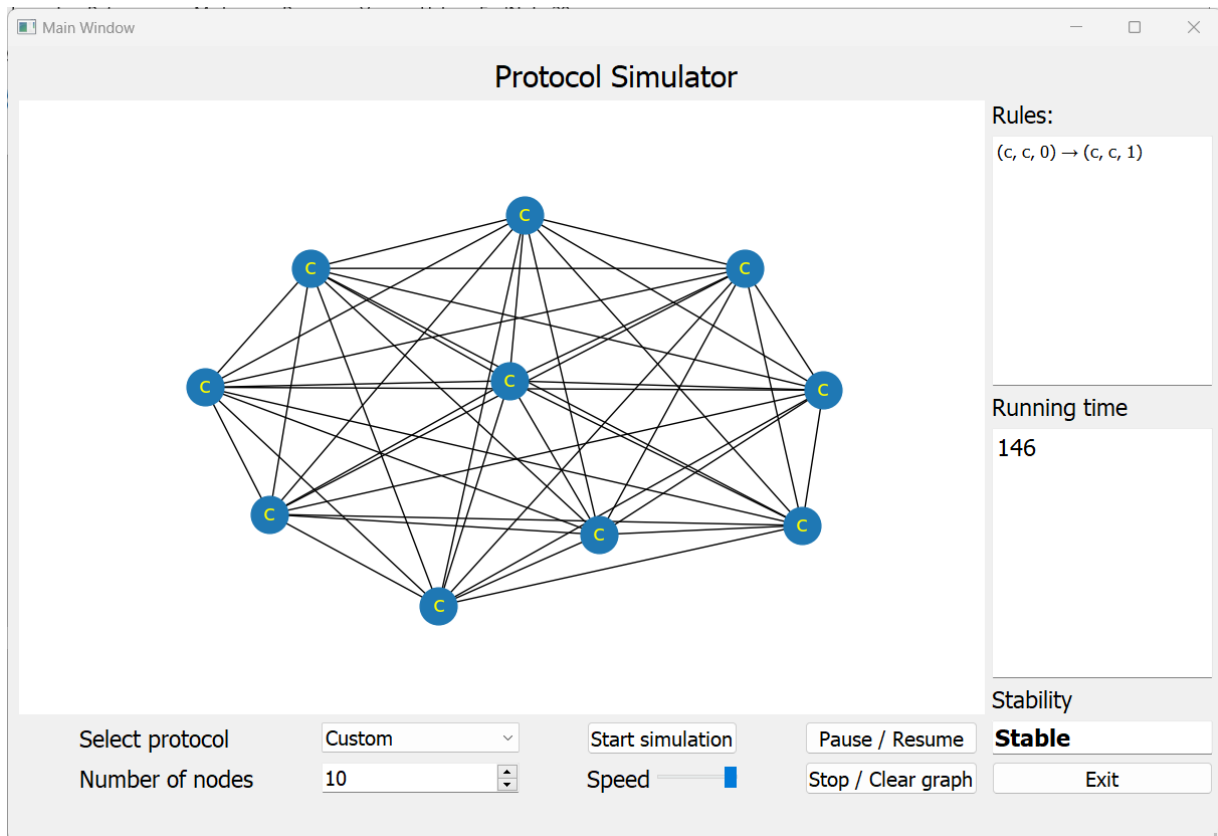 Main Window
Protocol Simulator
Rules:
(c, c, 0) → (c, c, 1)
C
C
C
C
C
C
C
C
C
C
Running time
146
Stability
Stable
Select protocol
Custom
Start simulation
Pause / Resume
Number of nodes
10
Speed
Stop / Clear graph
Exit